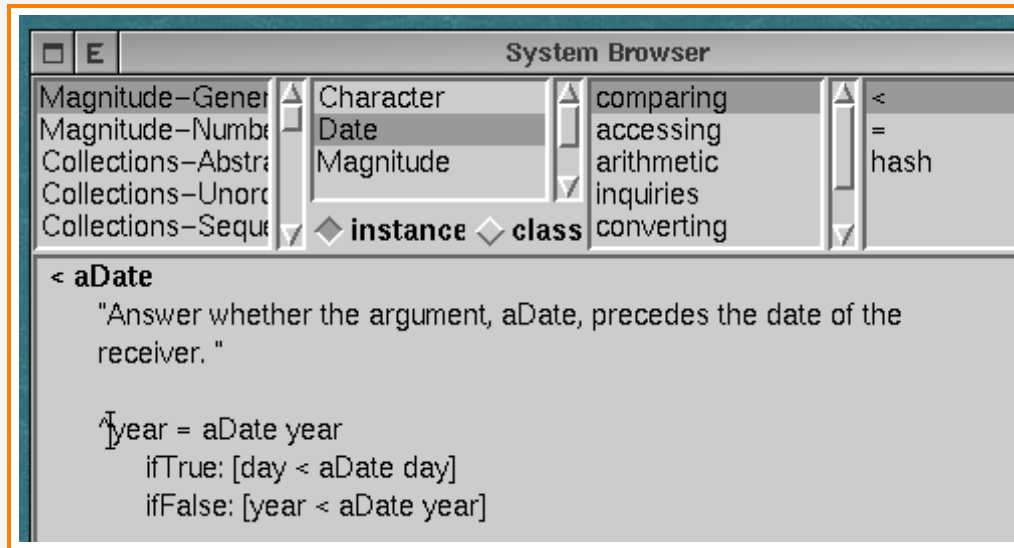 E
System Browser
Magnitude-Gener
Magnitude-Numbe
Collections-Abstra
Collections-Unord
Collections-Seque
Character
Date
Magnitude
instance class
comparing
accessing
arithmetic
inquiries
converting
<
=
hash
< aDate
"Answer whether the argument, aDate, precedes the date of the
receiver. "
^year = aDate year
ifTrue: [day < aDate day]
ifFalse: [year < aDate year]